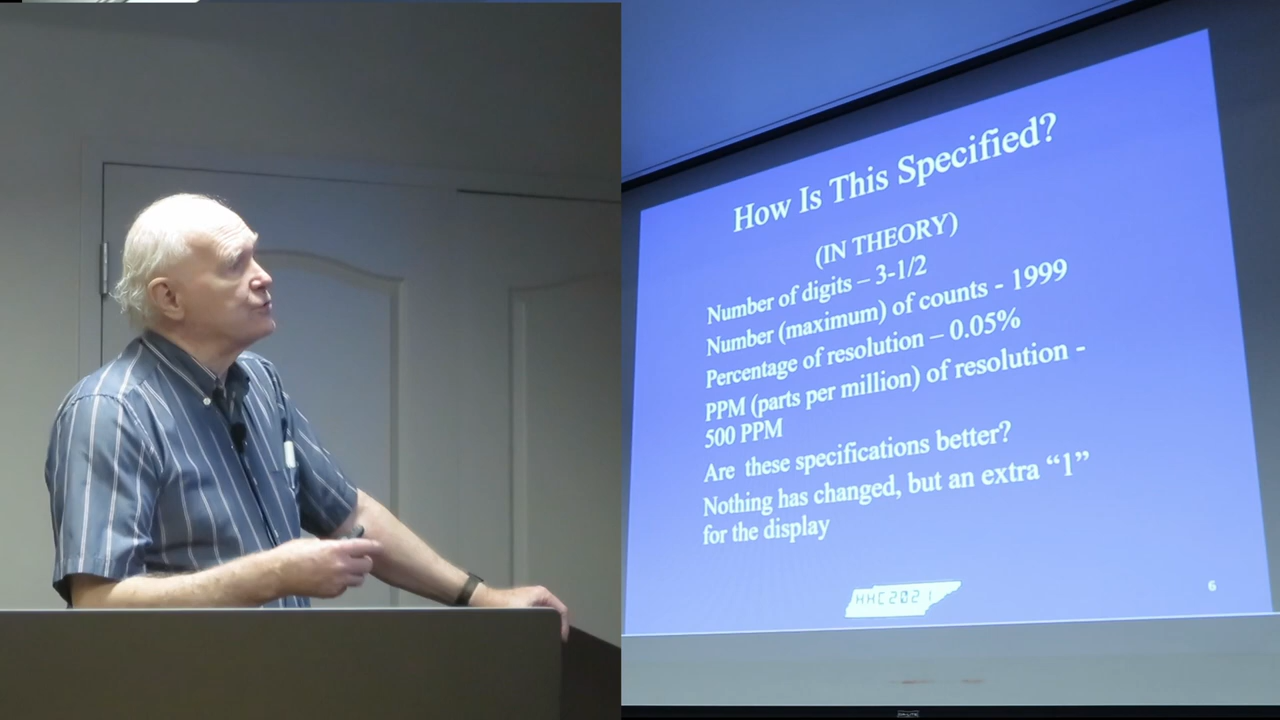 How Is This Specified?
(IN THEORY)
Number of digits – 3-1/2
Number (maximum) of counts - 1999
Percentage of resolution – 0.05%
PPM (parts per million) of resolution -
500 PPM
Are these specifications better?
Nothing has changed, but an extra “1”
for the display
HHC2021
6